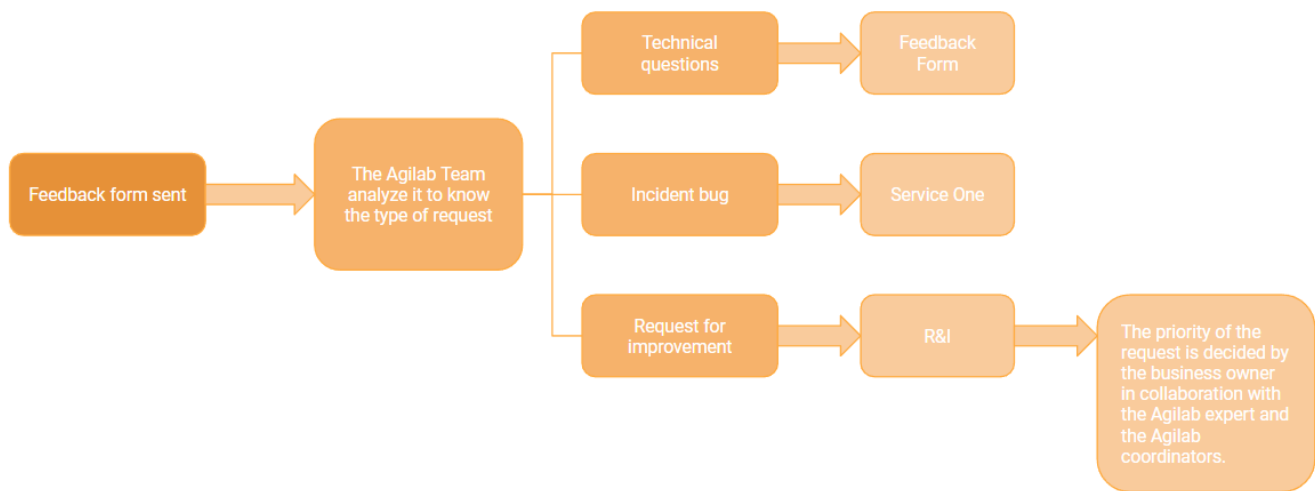 Feedback form sent
The Agilab Team
analyze it to know
the type of request
Technical
questions
Feedback
Form
Incident bug
Service One
Request for
improvement
R&I
The priority of the
request is decided by
the business owner
in collaboration with
the Agilab expert and
the Agilab
coordinators.